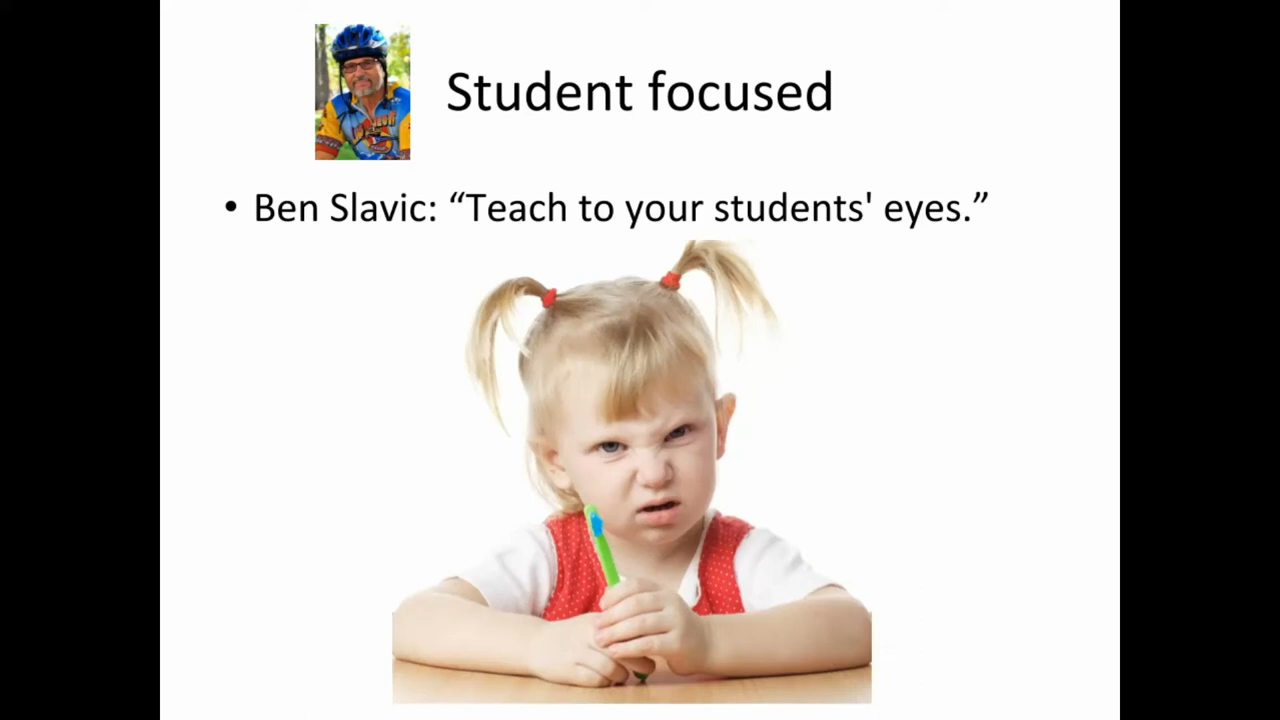 Student focused
• Ben Slavic: “Teach to your students' eyes.”